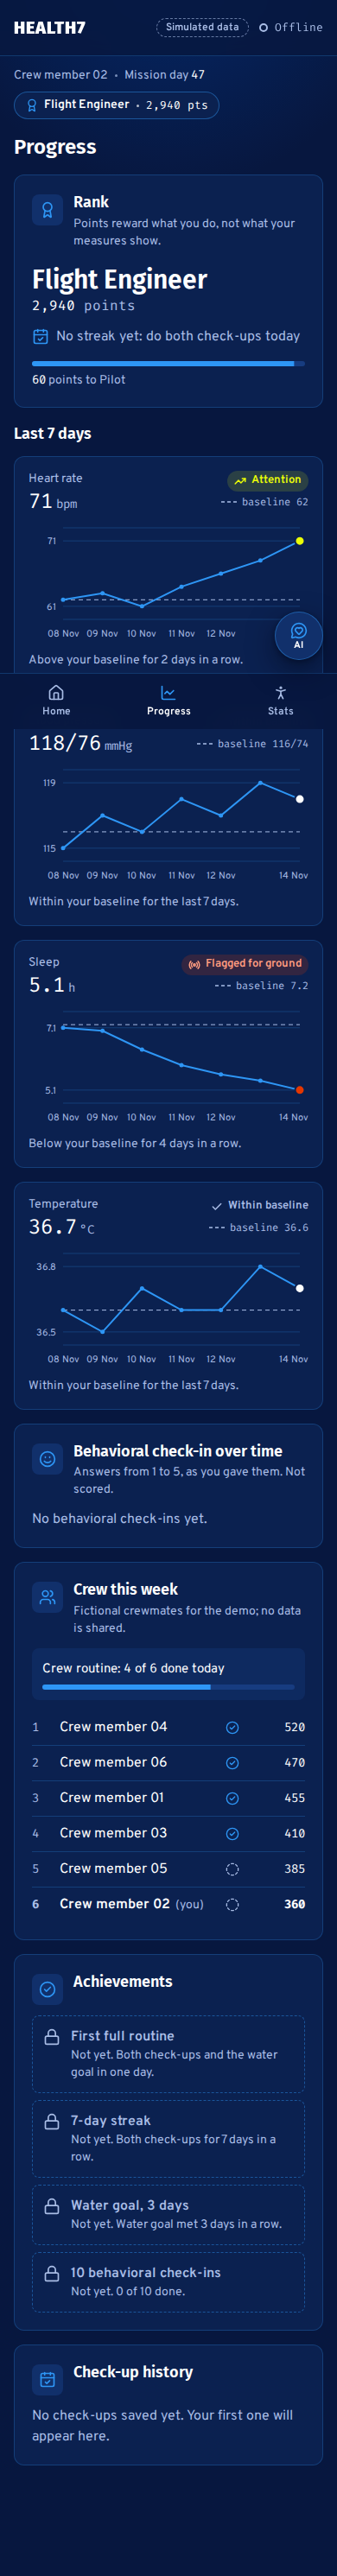 HEALTH7
Simulated data
Offline
Crew member 02 • Mission day 47
Flight Engineer • 2,940 pts
Progress
Rank
Points reward what you do, not what your
measures show.
Flight Engineer
2,940 points
No streak yet: do both check-ups today
60 points to Pilot
Last 7 days
Heart rate
Attention
71 bpm
--- baseline 62
71
61
08 Nov 09 Nov 10 Nov 11 Nov 12 Nov
AI
Above your baseline for 2 days in a row.
Home
Progress
Stats
118/76 mmHg
--- baseline 116/74
119
115
08 Nov 09 Nov 10 Nov 11 Nov 12 Nov 14 Nov
Within your baseline for the last 7 days.
Sleep
Flagged for ground
5.1 h
--- baseline 7.2
7.1
5.1
08 Nov 09 Nov 10 Nov 11 Nov 12 Nov 14 Nov
Below your baseline for 4 days in a row.
Temperature
Within baseline
36.7 °C
--- baseline 36.6
36.8
36.5
08 Nov 09 Nov 10 Nov 11 Nov 12 Nov 14 Nov
Within your baseline for the last 7 days.
Behavioral check-in over time
Answers from 1 to 5, as you gave them. Not
scored.
No behavioral check-ins yet.
Crew this week
Fictional crewmates for the demo; no data
is shared.
Crew routine: 4 of 6 done today
1 Crew member 04 520
2 Crew member 06 470
3 Crew member 01 455
4 Crew member 03 410
5 Crew member 05 385
6 Crew member 02 (you) 360
Achievements
First full routine
Not yet. Both check-ups and the water
goal in one day.
7-day streak
Not yet. Both check-ups for 7 days in a
row.
Water goal, 3 days
Not yet. Water goal met 3 days in a row.
10 behavioral check-ins
Not yet. 0 of 10 done.
Check-up history
No check-ups saved yet. Your first one will
appear here.